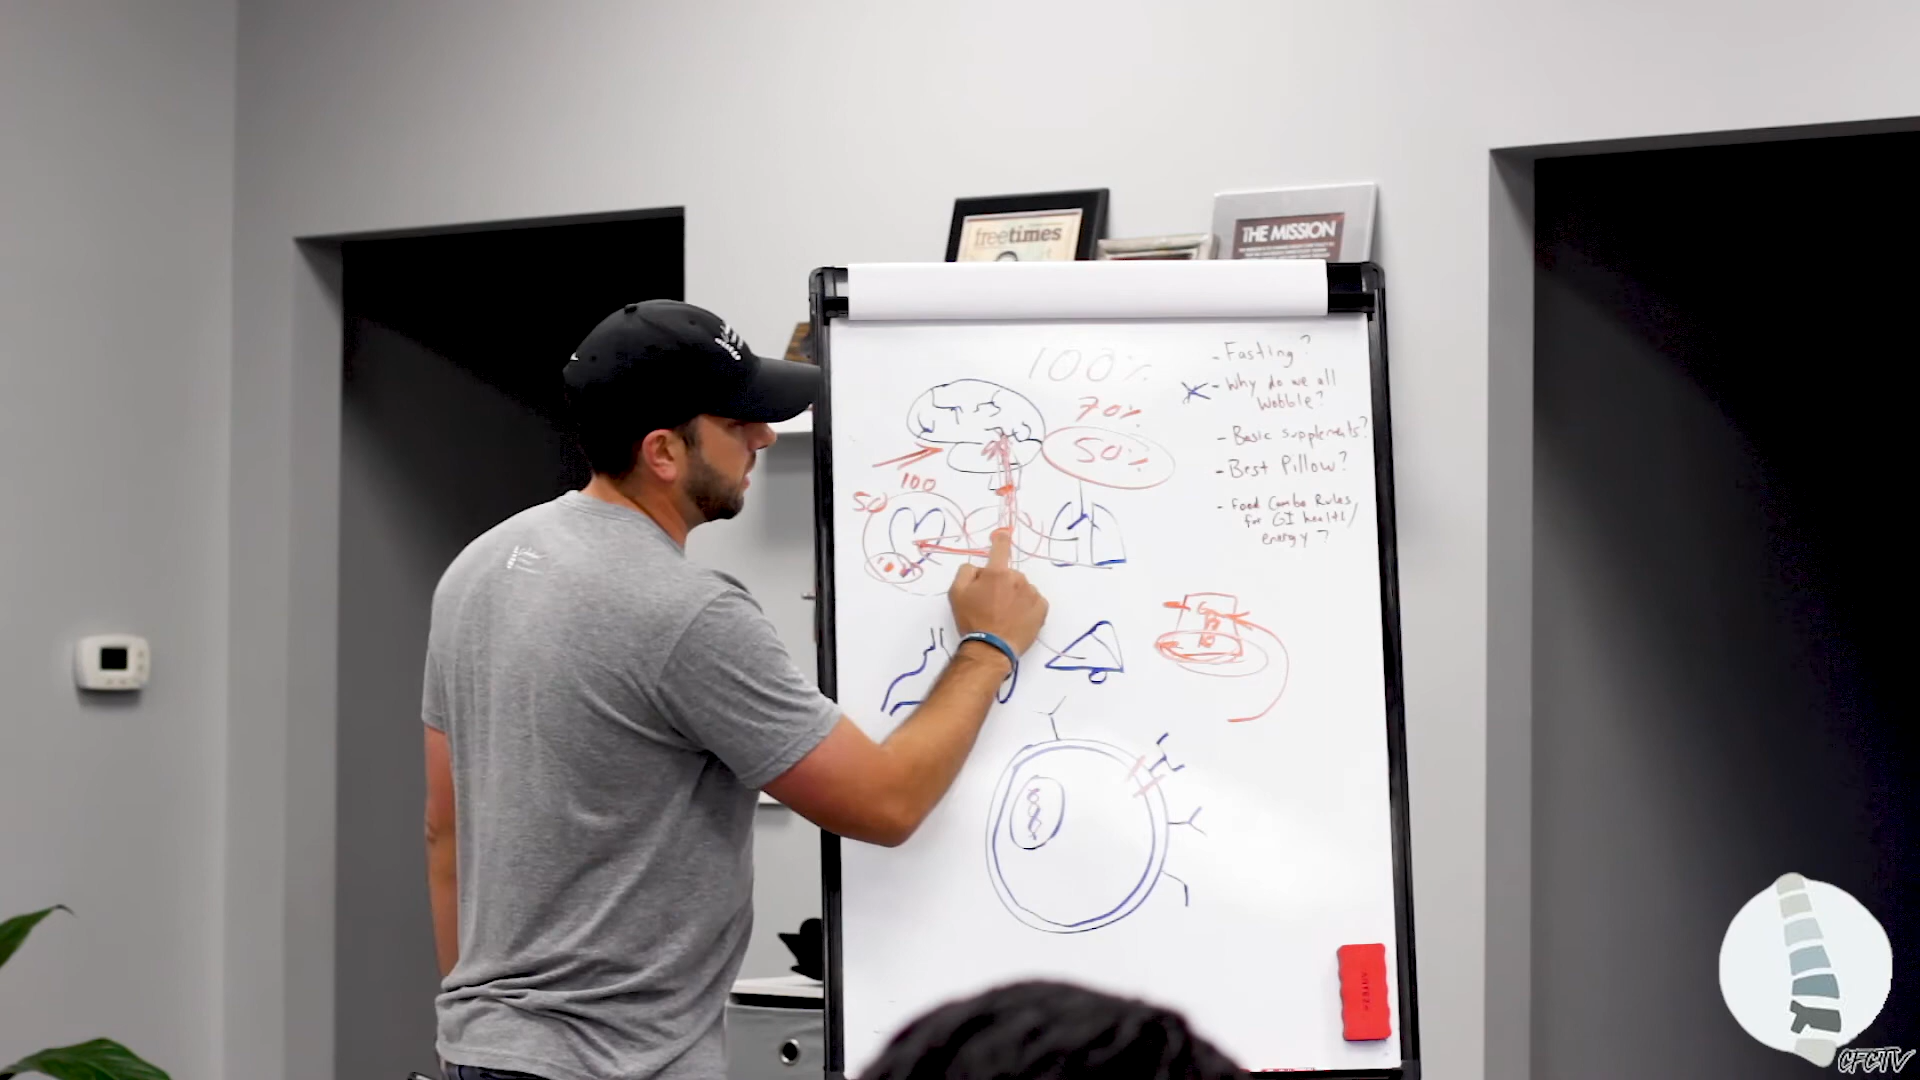 freetimes
THE MISSION
100%
70%
50%
100
50
- Fasting?
- Why do we all
Wobble?
- Basic supplements?
- Best Pillow?
- Food Combo Rules
for GI health/
energy?
CFCTV